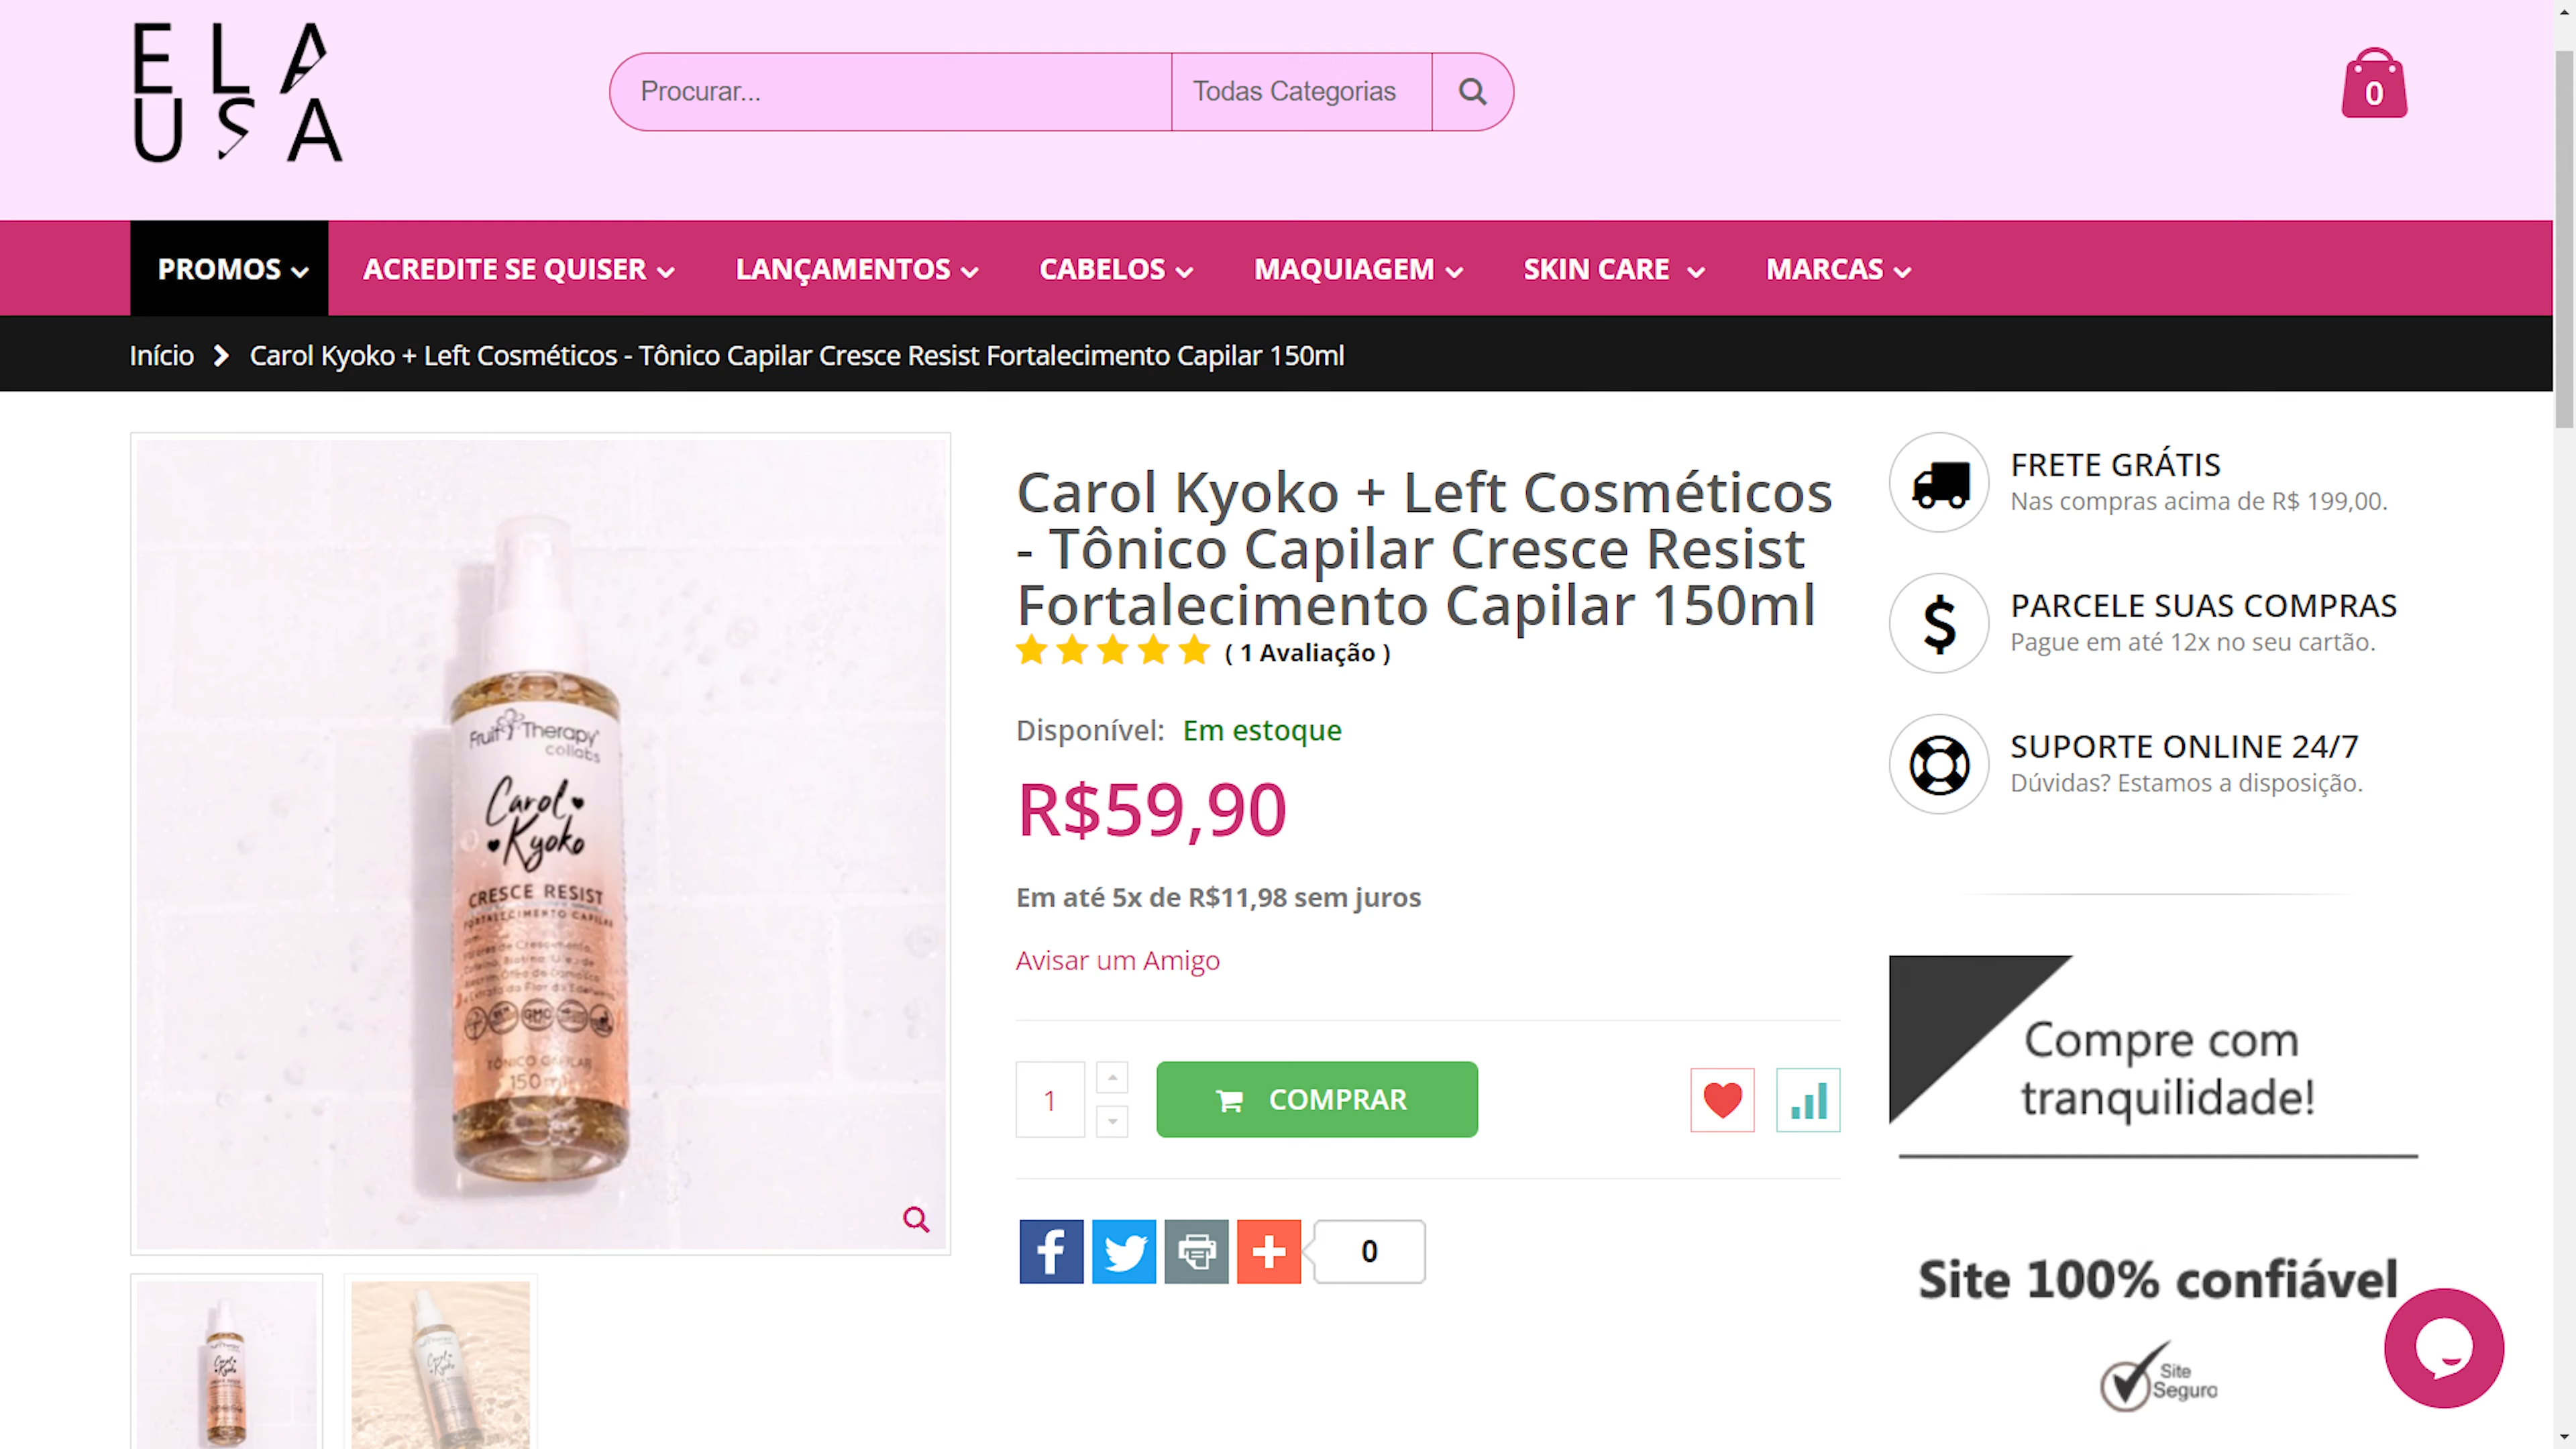 ELA
USA
Procurar...
Todas Categorias
0
PROMOS
ACREDITE SE QUISER
LANÇAMENTOS
CABELOS
MAQUIAGEM
SKIN CARE
MARCAS
Início
Carol Kyoko + Left Cosméticos - Tônico Capilar Cresce Resist Fortalecimento Capilar 150ml
Fruit Therapy
collabs
Carol
Kyoko
CRESCE RESIST
FORTALECIMENTO CAPILAR
TÔNICO CAPILAR
150ml
Carol Kyoko + Left Cosméticos
- Tônico Capilar Cresce Resist
Fortalecimento Capilar 150ml
( 1 Avaliação )
Disponível: Em estoque
R$59,90
Em até 5x de R$11,98 sem juros
Avisar um Amigo
1
COMPRAR
0
FRETE GRÁTIS
Nas compras acima de R$ 199,00.
PARCELE SUAS COMPRAS
Pague em até 12x no seu cartão.
SUPORTE ONLINE 24/7
Dúvidas? Estamos a disposição.
Compre com
tranquilidade!
Site 100% confiável
Site
Seguro